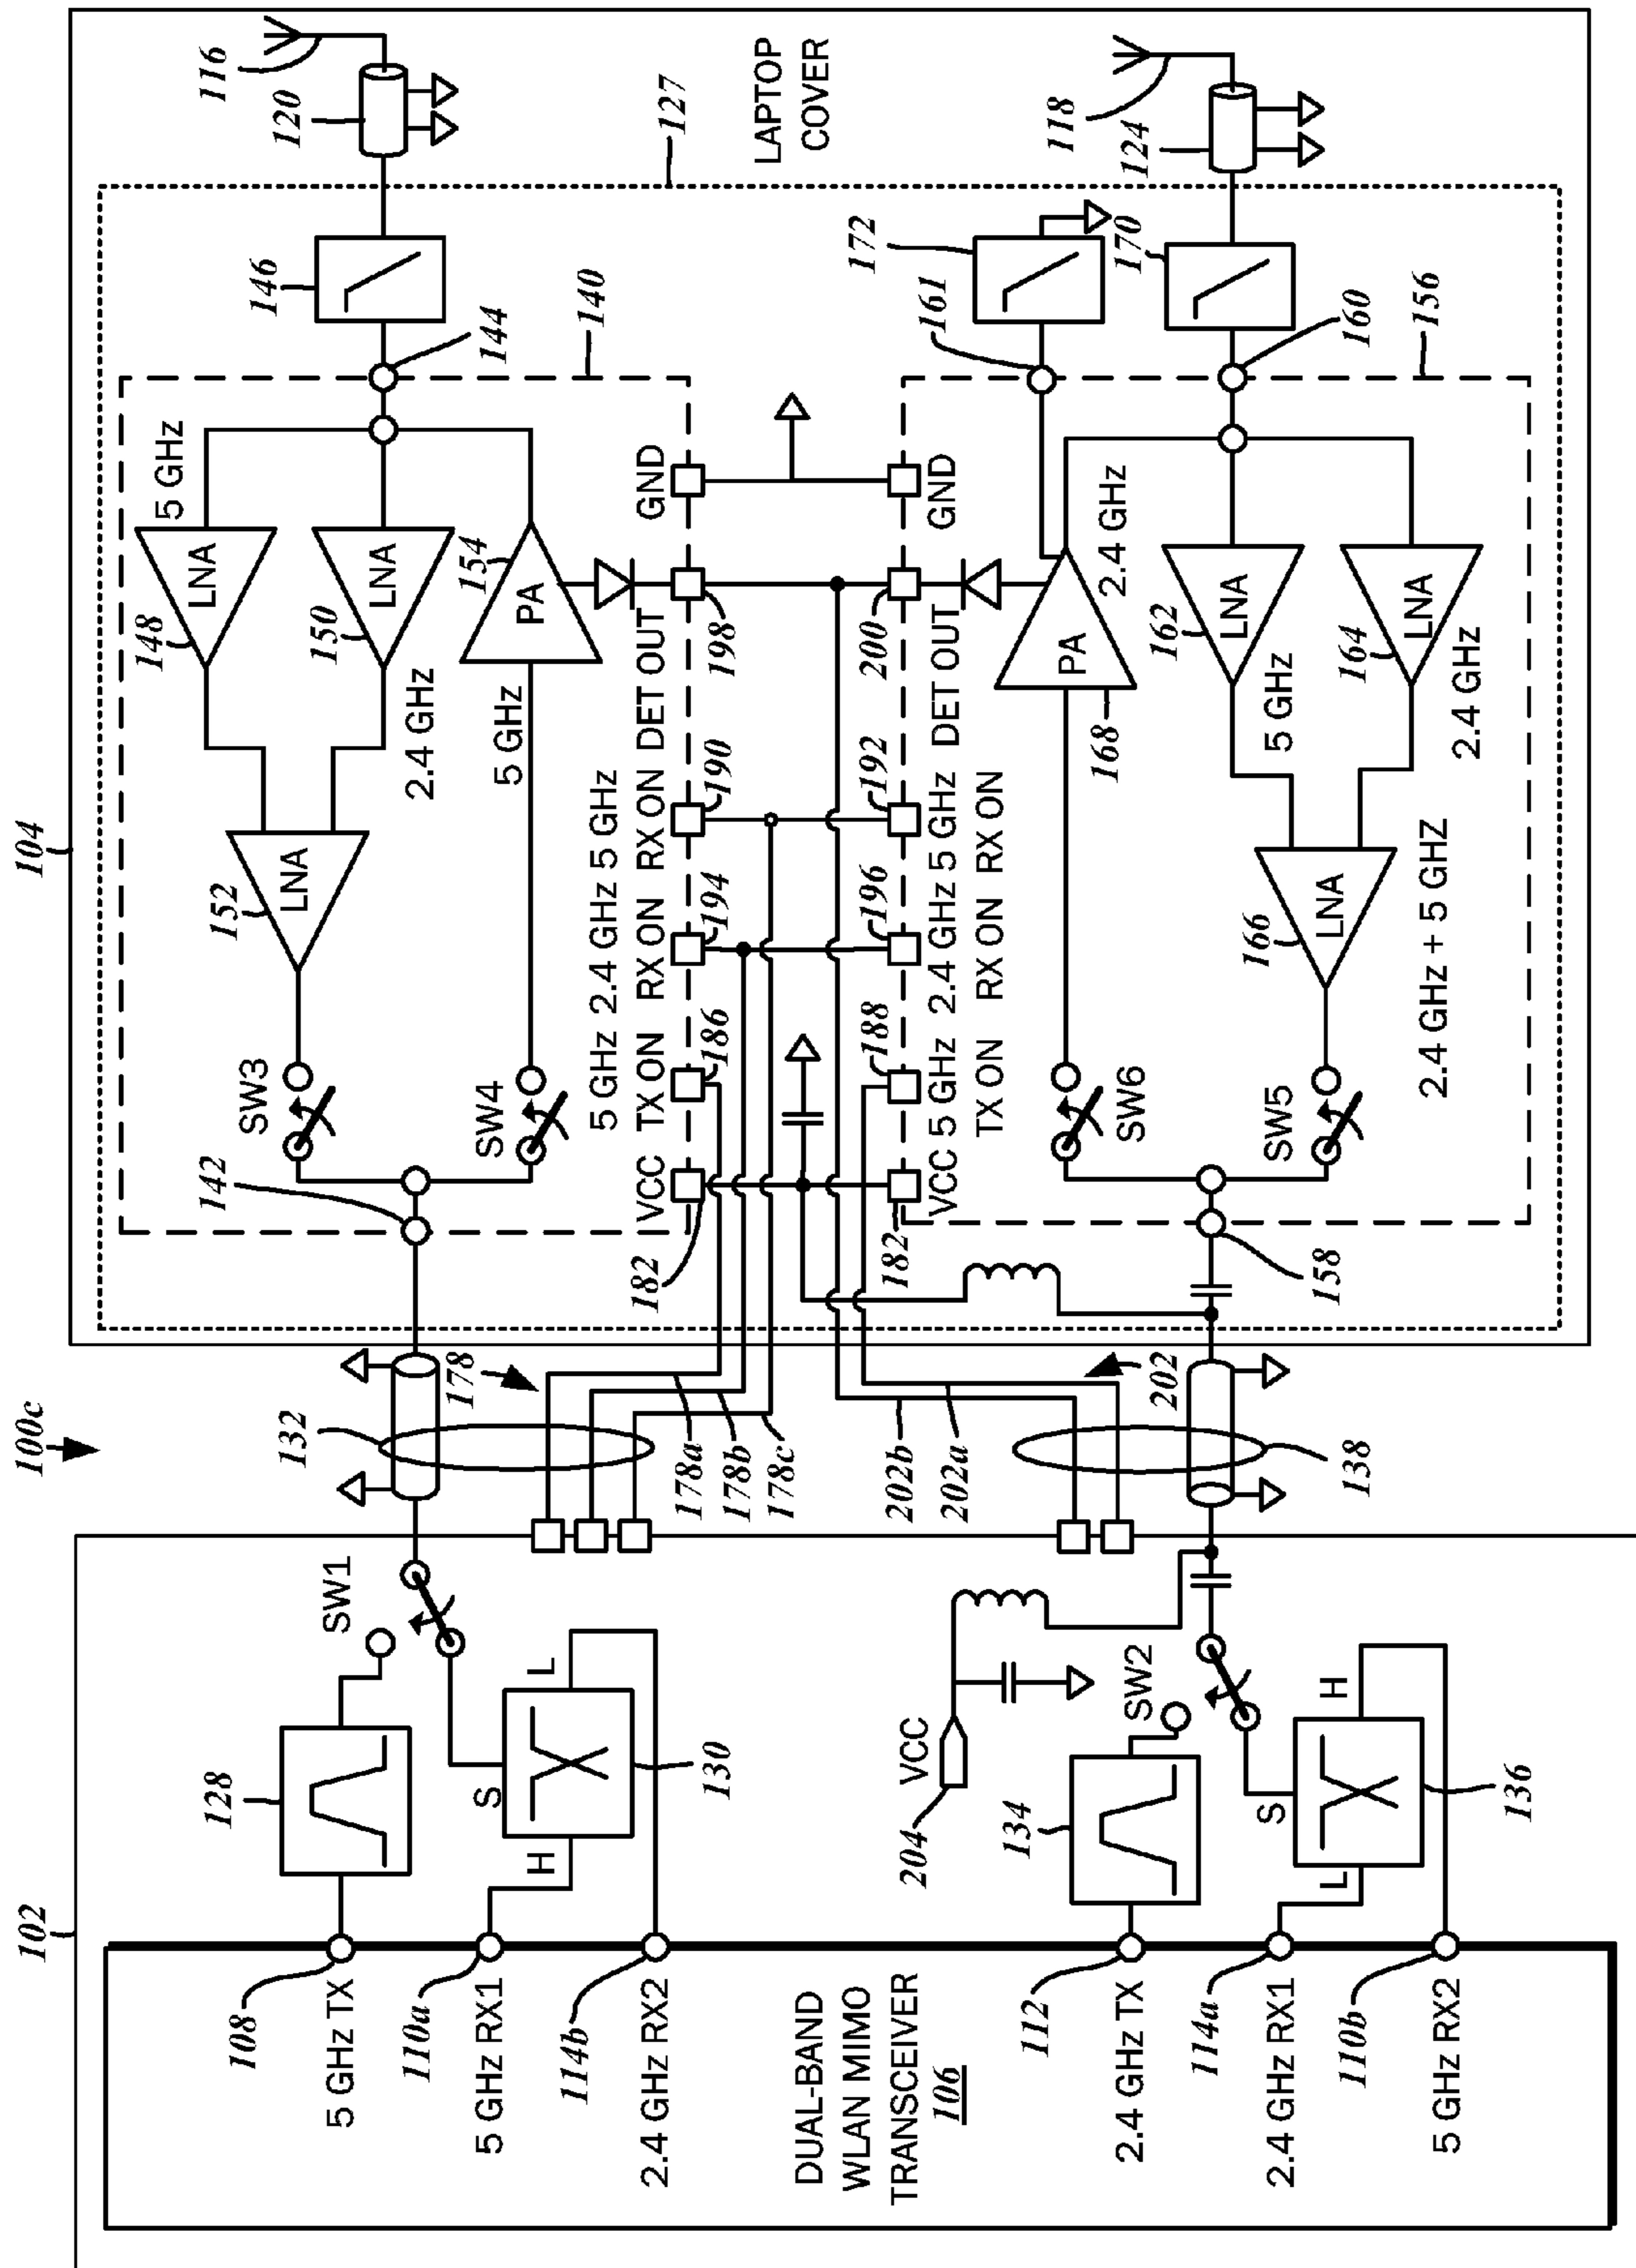 100c
102
104
DUAL-BAND
WLAN MIMO
TRANSCEIVER
106
5 GHz TX
108
5 GHz RX1
110a
2.4 GHz RX2
114b
2.4 GHz TX
112
2.4 GHz RX1
114a
5 GHz RX2
110b
128
SW1
H
S
L
130
VCC
204
134
SW2
L
S
H
136
132
178
178a
178b
178c
202b
202a
202
138
142
SW3
SW4
152
LNA
148
LNA
5 GHz
150
LNA
2.4 GHz
154
PA
5 GHz
144
140
146
120
116
127
LAPTOP
COVER
VCC
5 GHz
TX ON
2.4 GHz
RX ON
5 GHz
RX ON
DET OUT
GND
182
186
194
190
198
182
188
196
192
200
VCC
5 GHz
TX ON
2.4 GHz
RX ON
5 GHz
RX ON
DET OUT
GND
158
SW6
SW5
168
PA
2.4 GHz
162
LNA
5 GHz
164
LNA
2.4 GHz
166
LNA
2.4 GHz + 5 GHZ
161
172
170
160
156
118
124